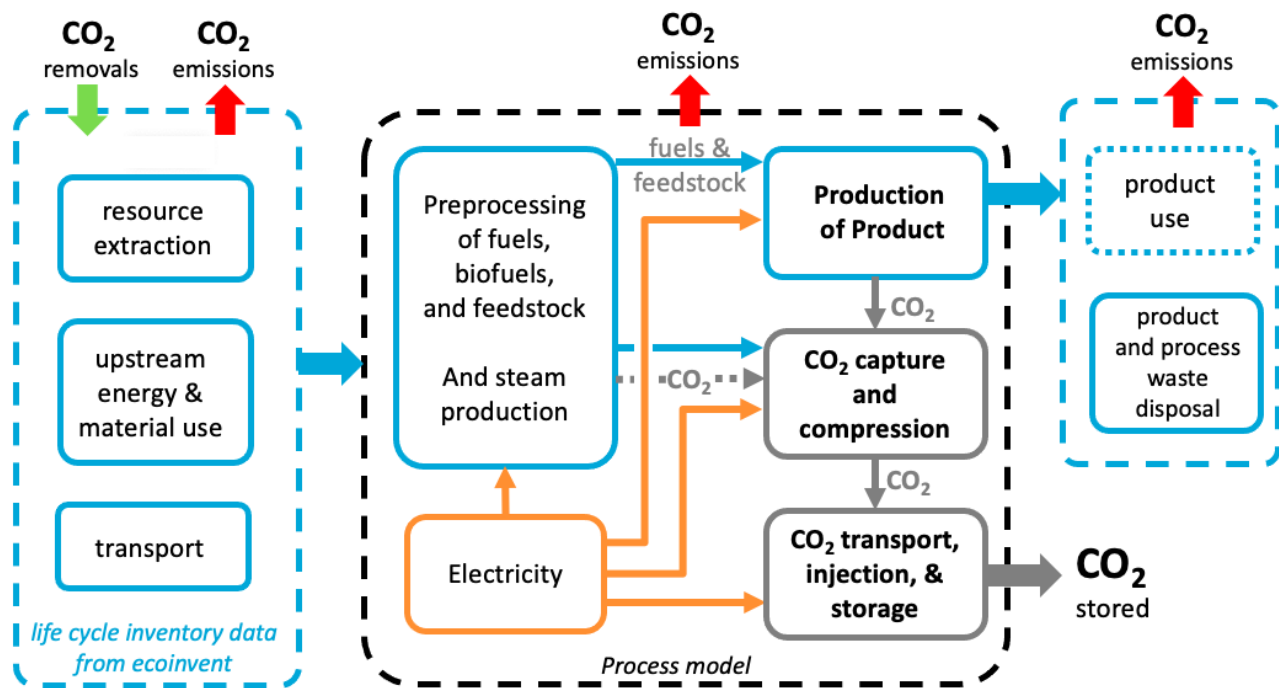 CO₂
removals
CO₂
emissions
resource
extraction
upstream
energy &
material use
transport
life cycle inventory data
from ecoinvent
CO₂
emissions
Preprocessing
of fuels,
biofuels,
and feedstock
And steam
production
fuels &
feedstock
Production
of Product
CO₂
CO₂
CO₂ capture
and
compression
CO₂
Electricity
CO₂ transport,
injection, &
storage
Process model
CO₂
emissions
product
use
product
and process
waste
disposal
CO₂
stored